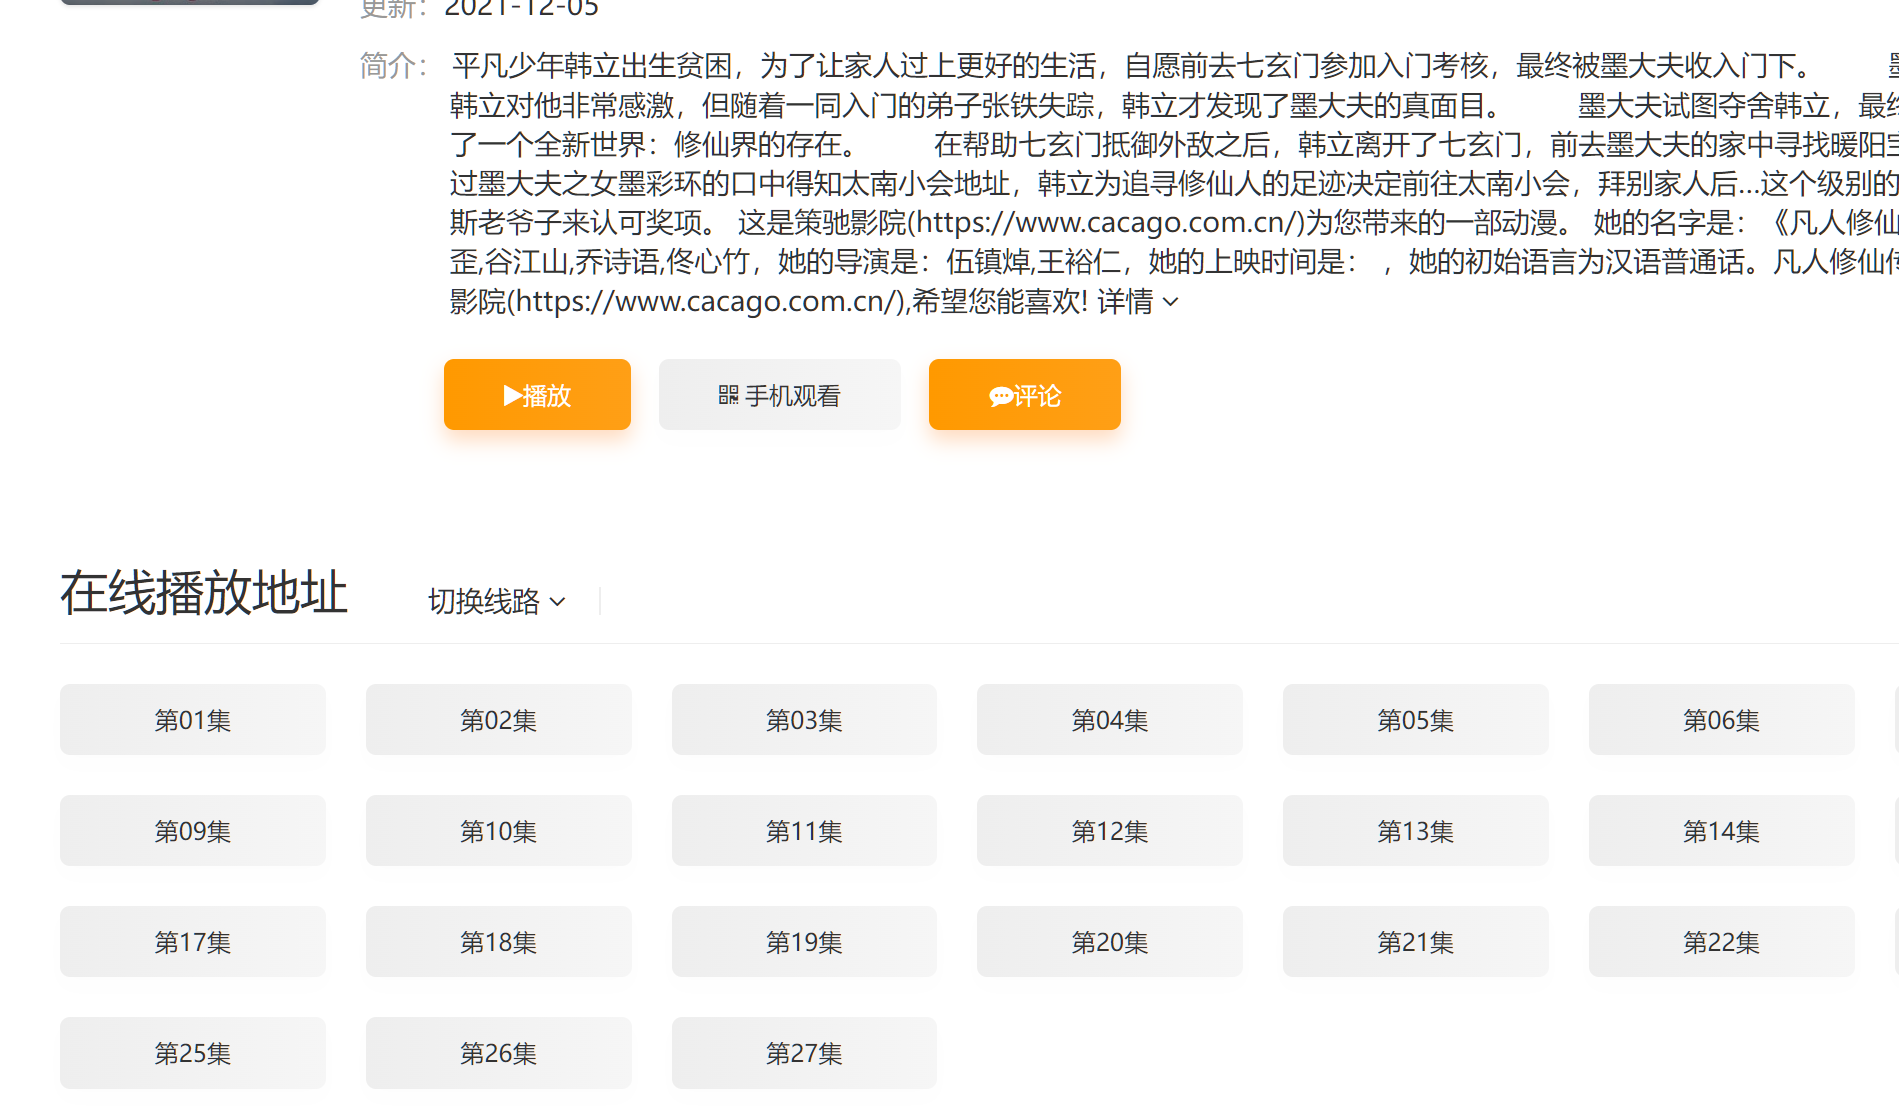 更新： 2021-12-05
简介： 平凡少年韩立出生贫困，为了让家人过上更好的生活，自愿前去七玄门参加入门考核，最终被墨大夫收入门下。
韩立对他非常感激，但随着一同入门的弟子张铁失踪，韩立才发现了墨大夫的真面目。 墨大夫试图夺舍韩立，最终
了一个全新世界：修仙界的存在。 在帮助七玄门抵御外敌之后，韩立离开了七玄门，前去墨大夫的家中寻找暖阳宝
过墨大夫之女墨彩环的口中得知太南小会地址，韩立为追寻修仙人的足迹决定前往太南小会，拜别家人后...这个级别的
斯老爷子来认可奖项。 这是策驰影院(https://www.cacago.com.cn/)为您带来的一部动漫。 她的名字是：《凡人修仙
歪,谷江山,乔诗语,佟心竹，她的导演是：伍镇焯,王裕仁，她的上映时间是： ，她的初始语言为汉语普通话。凡人修仙传
影院(https://www.cacago.com.cn/),希望您能喜欢! 详情
播放 手机观看 评论
在线播放地址 切换线路
第01集 第02集 第03集 第04集 第05集 第06集
第09集 第10集 第11集 第12集 第13集 第14集
第17集 第18集 第19集 第20集 第21集 第22集
第25集 第26集 第27集